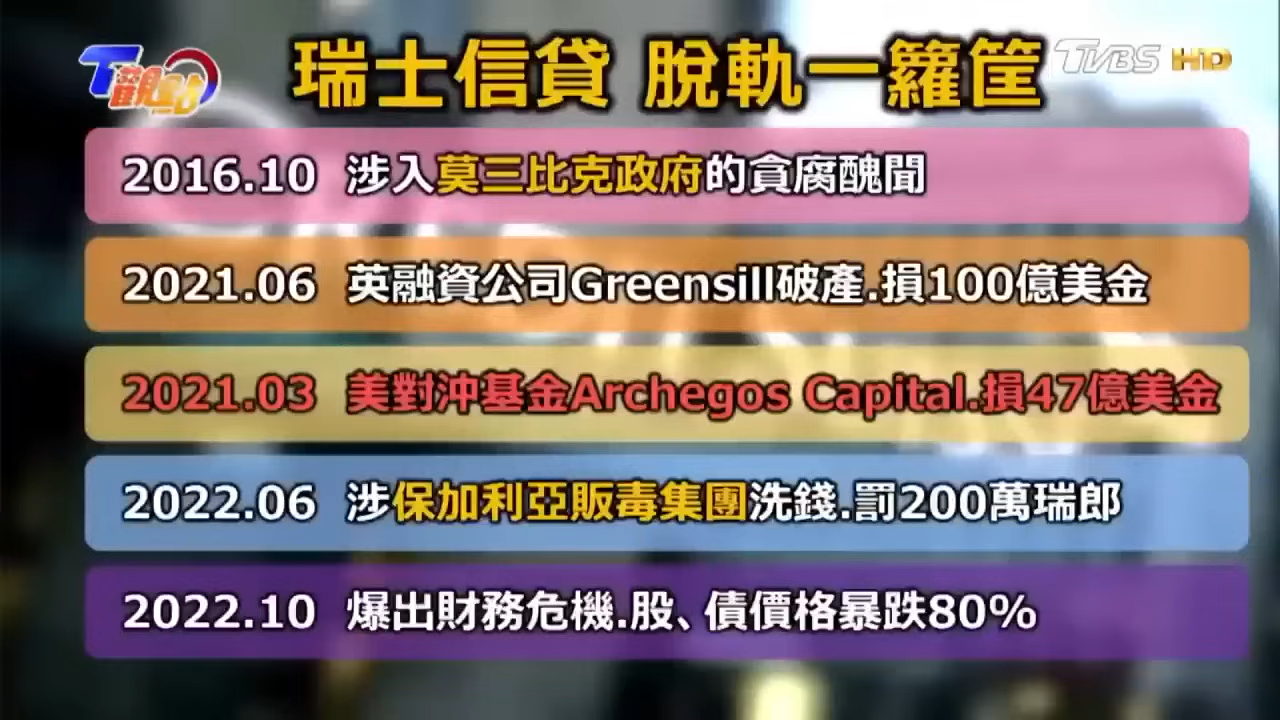 T觀點
瑞士信貸 脫軌一籮筐
TVBS HD
2016.10 涉入莫三比克政府的貪腐醜聞
2021.06 英融資公司Greensill破產.損100億美金
2021.03 美對沖基金Archegos Capital.損47億美金
2022.06 涉保加利亞販毒集團洗錢.罰200萬瑞郎
2022.10 爆出財務危機.股、債價格暴跌80%